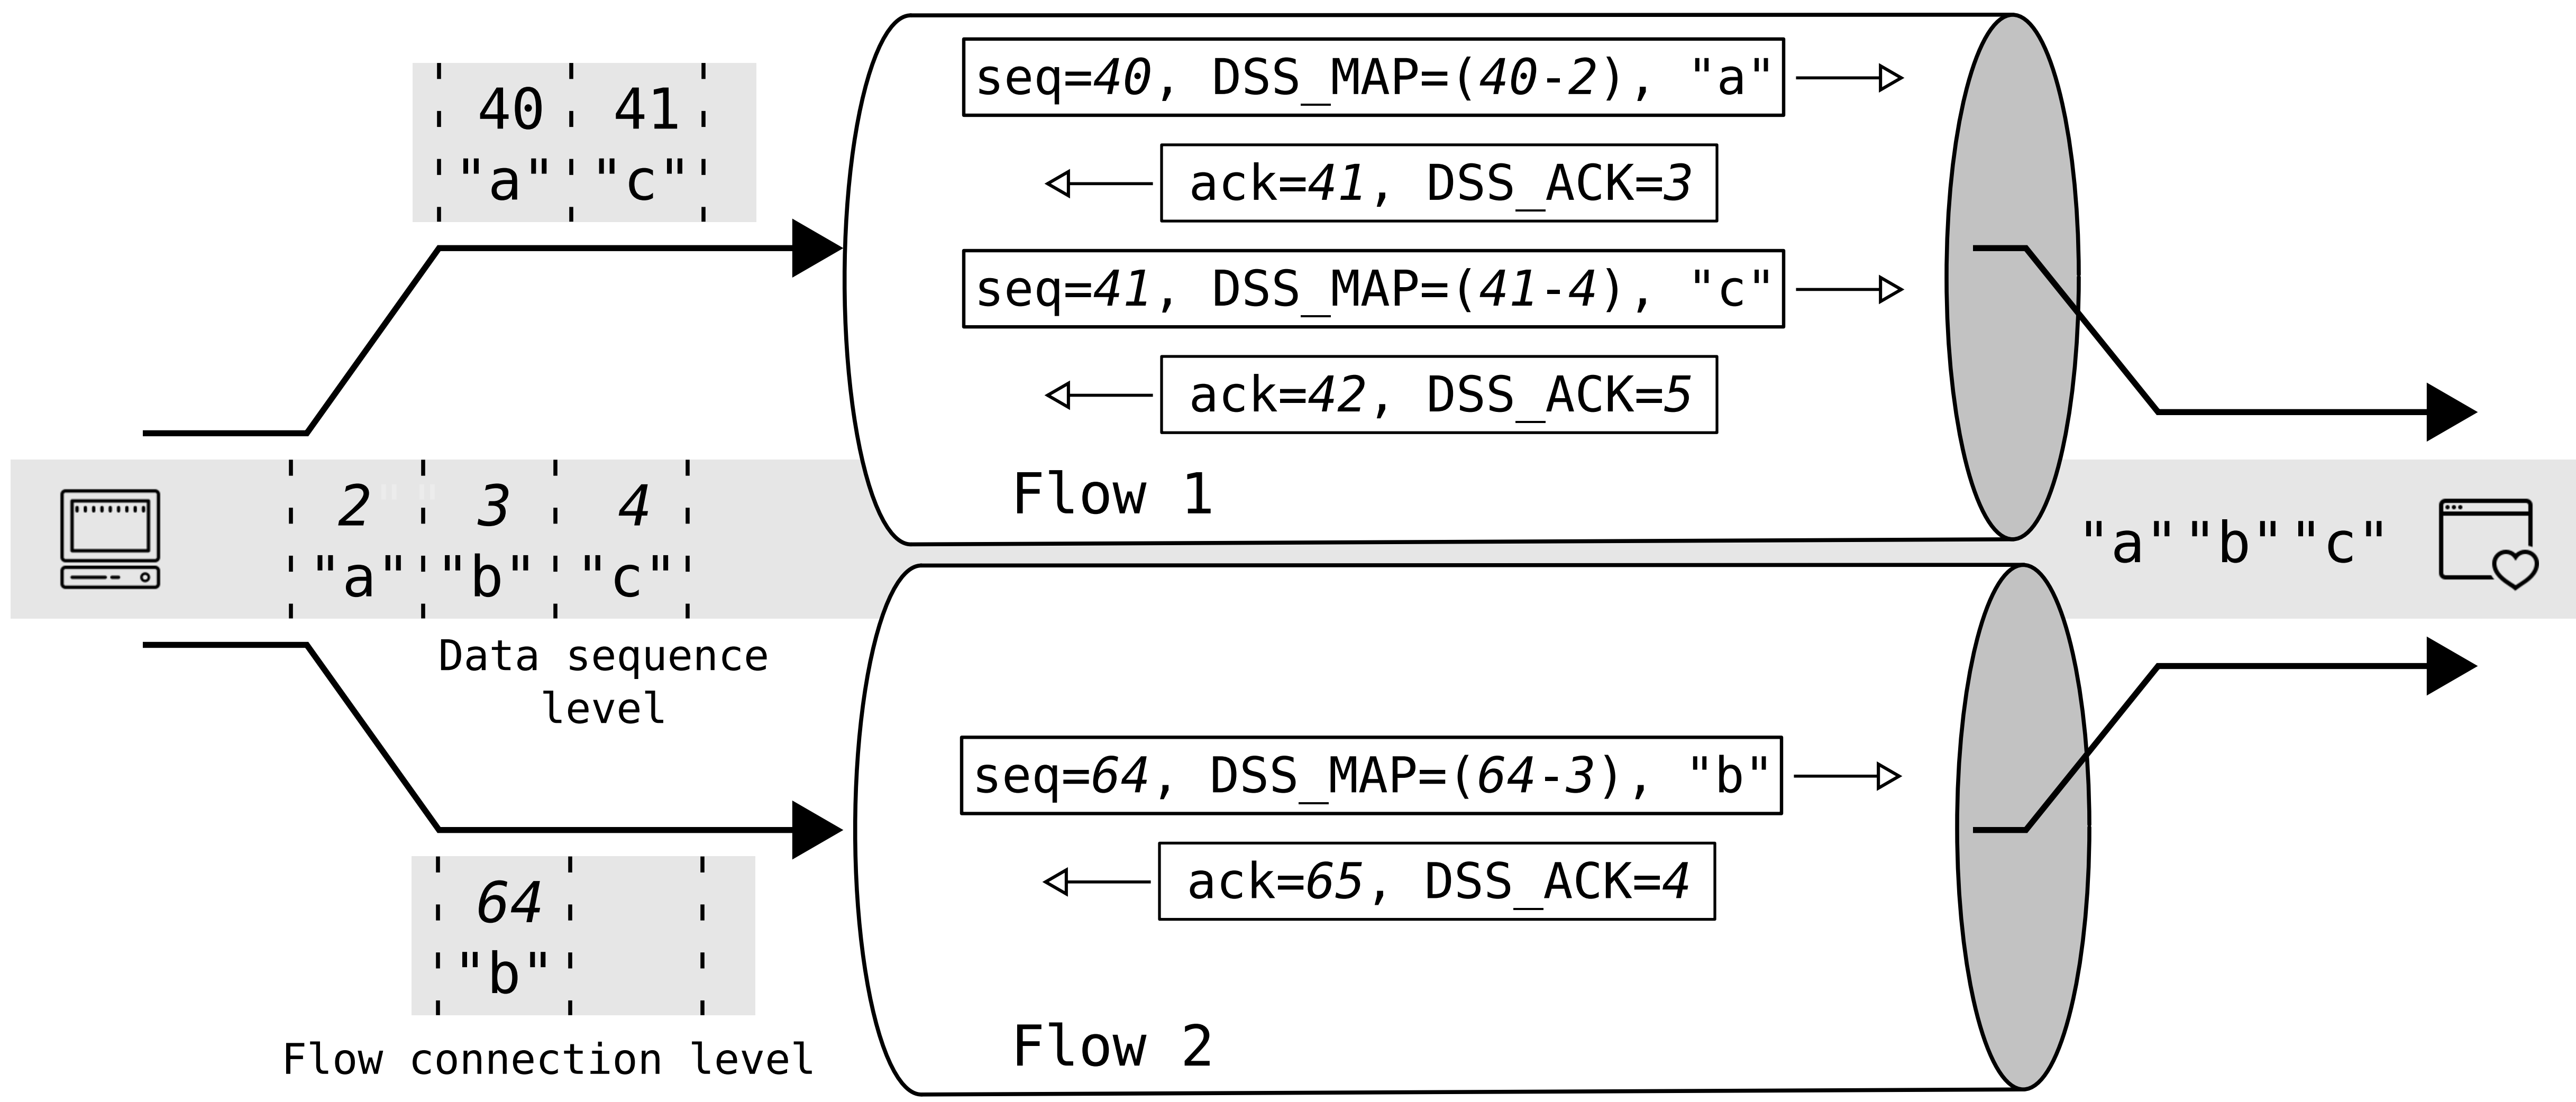 40 41
"a" "c"
seq=40, DSS_MAP=(40-2), "a"
ack=41, DSS_ACK=3
seq=41, DSS_MAP=(41-4), "c"
ack=42, DSS_ACK=5
Flow 1
2 3 4
"a" "b" "c"
Data sequence
level
"a" "b" "c"
seq=64, DSS_MAP=(64-3), "b"
ack=65, DSS_ACK=4
Flow 2
64
"b"
Flow connection level